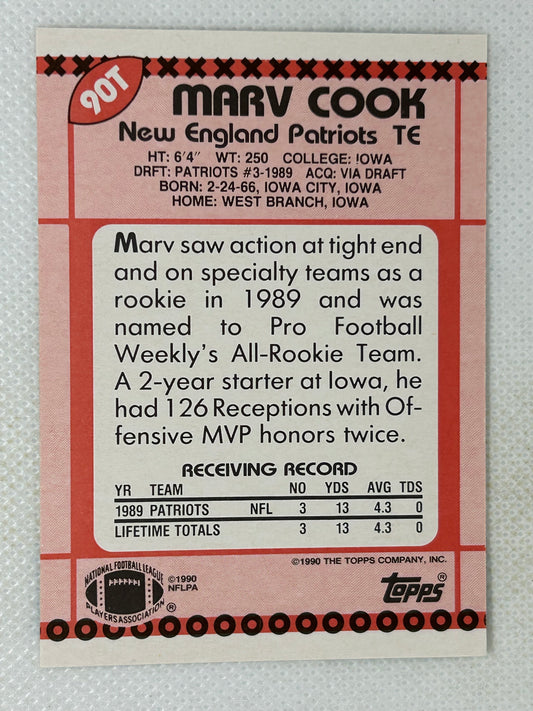 90T
MARV COOK
New England Patriots TE
HT: 6'4" WT: 250 COLLEGE: IOWA
DRFT: PATRIOTS #3-1989 ACQ: VIA DRAFT
BORN: 2-24-66, IOWA CITY, IOWA
HOME: WEST BRANCH, IOWA
Marv saw action at tight end
and on specialty teams as a
rookie in 1989 and was
named to Pro Football
Weekly's All-Rookie Team.
A 2-year starter at Iowa, he
had 126 Receptions with Of-
fensive MVP honors twice.
RECEIVING RECORD
YR TEAM NO YDS AVG TDS
1989 PATRIOTS NFL 3 13 4.3 0
LIFETIME TOTALS 3 13 4.3 0
©1990 THE TOPPS COMPANY, INC.
NATIONAL FOOTBALL LEAGUE
PLAYERS ASSOCIATION ®
©1990
NFLPA
topps ®